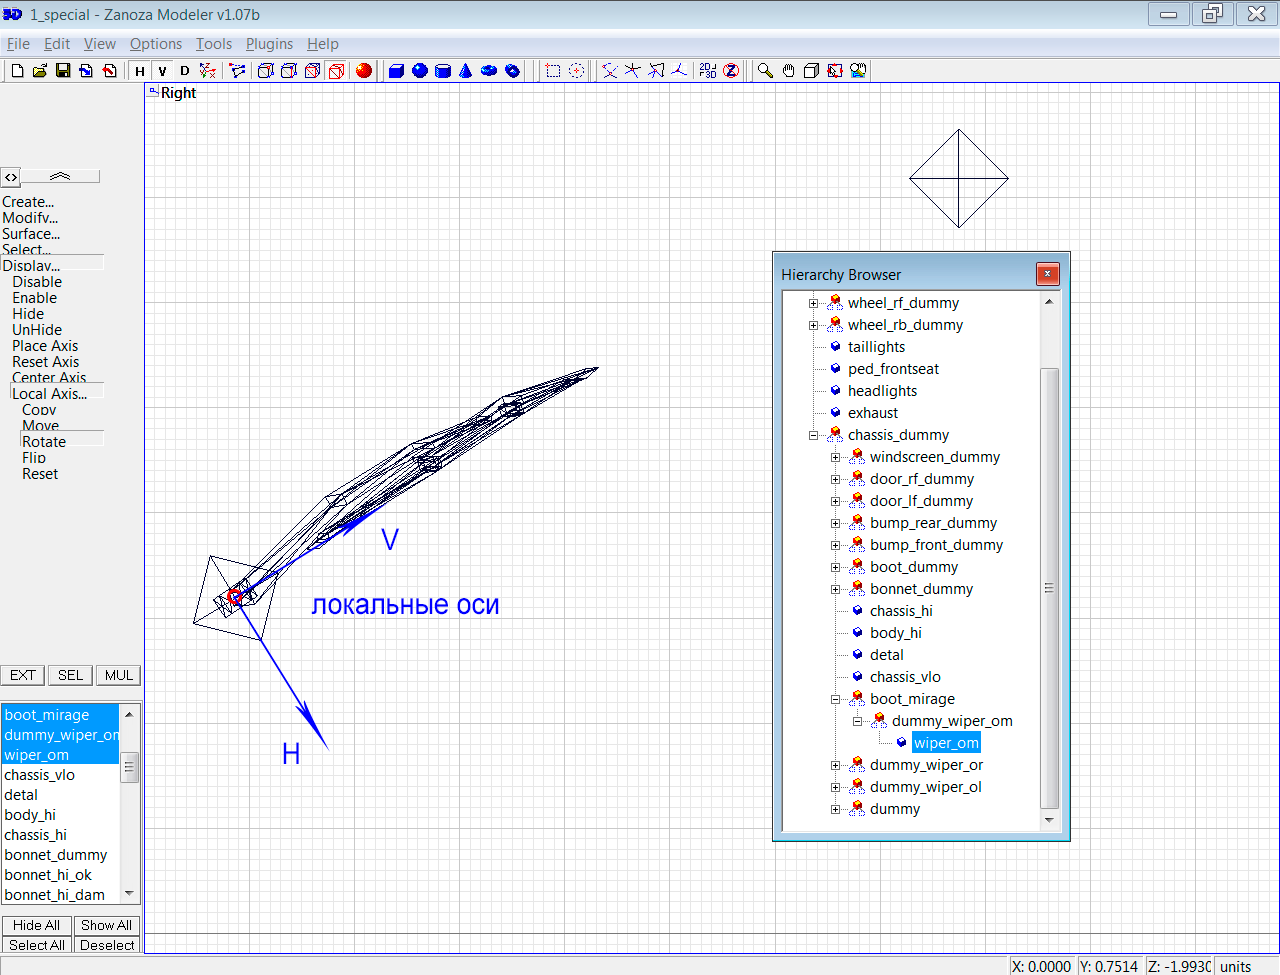 1_special - Zanoza Modeler v1.07b
File Edit View Options Tools Plugins Help
H V D
Right
Create...
Modify...
Surface...
Select...
Display...
Disable
Enable
Hide
UnHide
Place Axis
Reset Axis
Center Axis
Local Axis...
Copy
Move
Rotate
Flip
Reset
EXT SEL MUL
boot_mirage
dummy_wiper_om
wiper_om
chassis_vlo
detal
body_hi
chassis_hi
bonnet_dummy
bonnet_hi_ok
bonnet_hi_dam
Hide All Show All
Select All Deselect
V
локальные оси
H
Hierarchy Browser
wheel_rf_dummy
wheel_rb_dummy
taillights
ped_frontseat
headlights
exhaust
chassis_dummy
windscreen_dummy
door_rf_dummy
door_lf_dummy
bump_rear_dummy
bump_front_dummy
boot_dummy
bonnet_dummy
chassis_hi
body_hi
detal
chassis_vlo
boot_mirage
dummy_wiper_om
wiper_om
dummy_wiper_or
dummy_wiper_ol
dummy
X: 0.0000 Y: 0.7514 Z: -1.9930 units